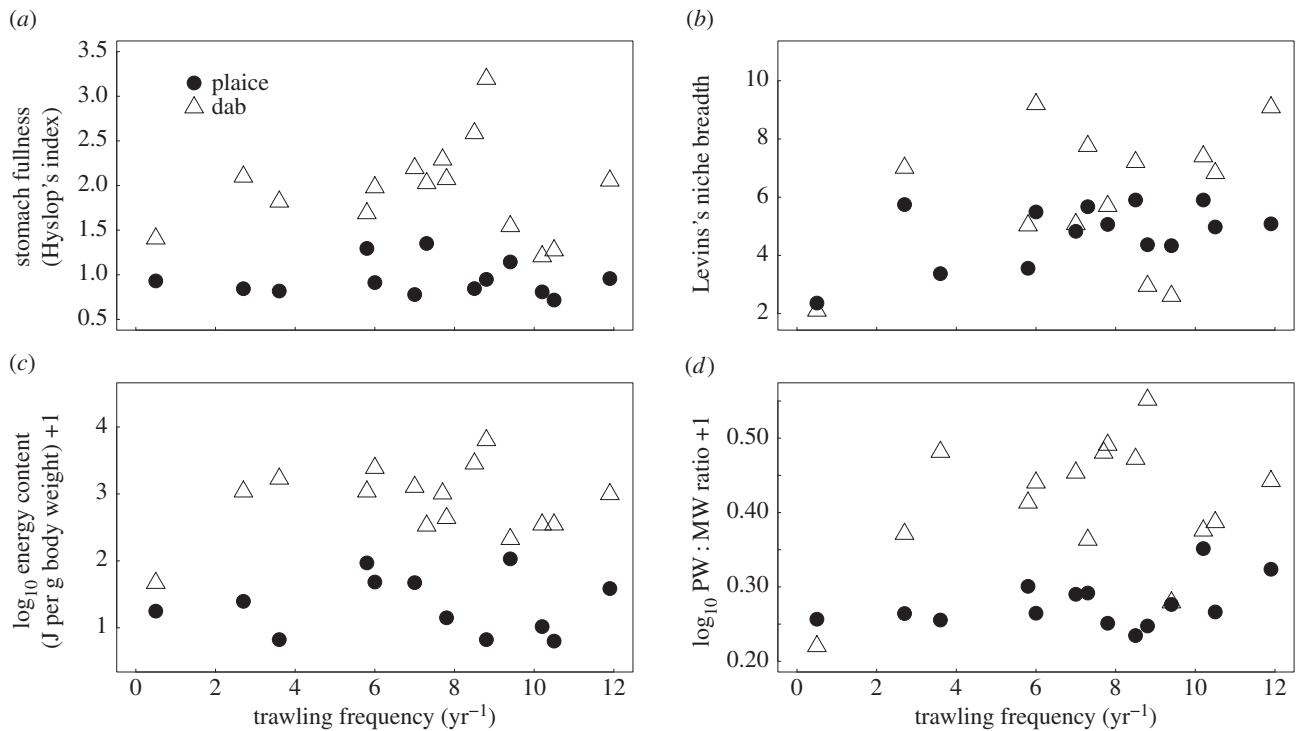 (a)
3.5
3.0
2.5
2.0
1.5
1.0
0.5
stomach fullness
(Hyslop's index)
plaice
dab
(b)
10
8
6
4
2
Levins's niche breadth
(c)
4
3
2
1
log₁₀ energy content
(J per g body weight) +1
0 2 4 6 8 10 12
trawling frequency (yr⁻¹)
(d)
0.50
0.40
0.30
0.20
log₁₀ PW : MW ratio +1
0 2 4 6 8 10 12
trawling frequency (yr⁻¹)